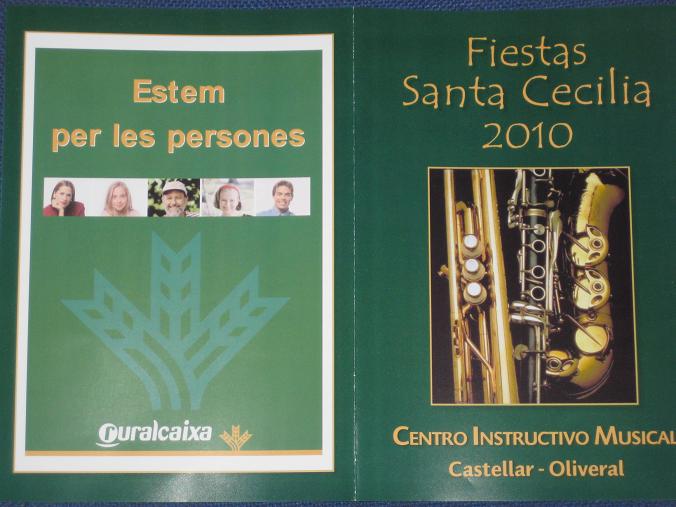 Estem
per les persones
ruralcaixa
Fiestas
Santa Cecilia
2010
CENTRO INSTRUCTIVO MUSICAL
Castellar - Oliveral